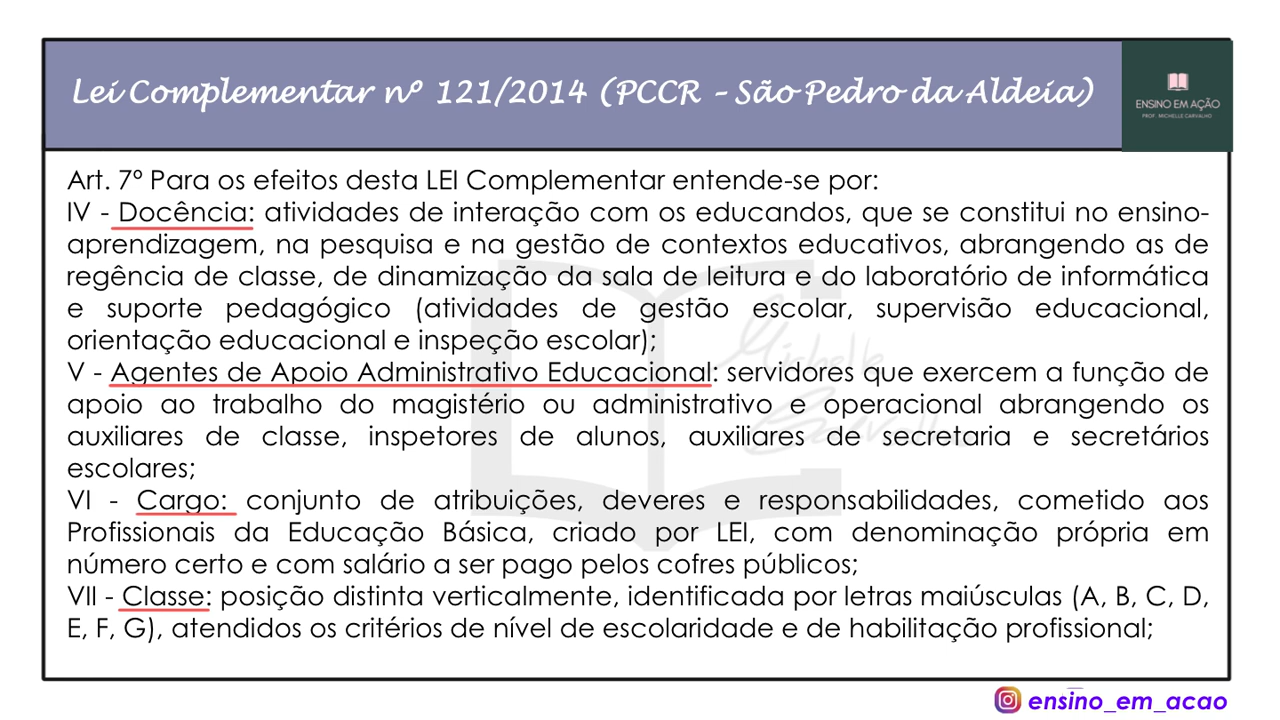 Lei Complementar nº 121/2014 (PCCR – São Pedro da Aldeia)
ENSINO EM AÇÃO
PROF. MICHELLE CARVALHO
Art. 7º Para os efeitos desta LEI Complementar entende-se por:
IV - Docência: atividades de interação com os educandos, que se constitui no ensino-
aprendizagem, na pesquisa e na gestão de contextos educativos, abrangendo as de
regência de classe, de dinamização da sala de leitura e do laboratório de informática
e suporte pedagógico (atividades de gestão escolar, supervisão educacional,
orientação educacional e inspeção escolar);
V - Agentes de Apoio Administrativo Educacional: servidores que exercem a função de
apoio ao trabalho do magistério ou administrativo e operacional abrangendo os
auxiliares de classe, inspetores de alunos, auxiliares de secretaria e secretários
escolares;
VI - Cargo: conjunto de atribuições, deveres e responsabilidades, cometido aos
Profissionais da Educação Básica, criado por LEI, com denominação própria em
número certo e com salário a ser pago pelos cofres públicos;
VII - Classe: posição distinta verticalmente, identificada por letras maiúsculas (A, B, C, D,
E, F, G), atendidos os critérios de nível de escolaridade e de habilitação profissional;
Michelle
Carvalho
ensino_em_acao